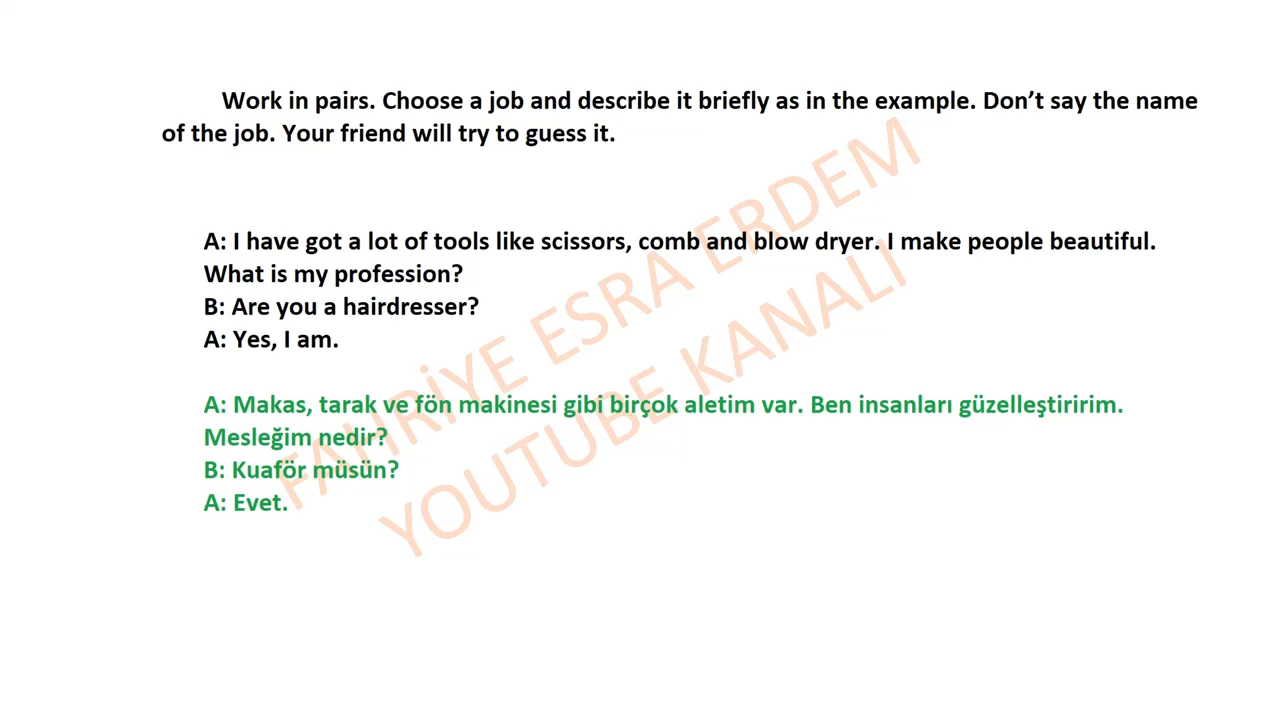 Work in pairs. Choose a job and describe it briefly as in the example. Don’t say the name
of the job. Your friend will try to guess it.
A: I have got a lot of tools like scissors, comb and blow dryer. I make people beautiful.
What is my profession?
B: Are you a hairdresser?
A: Yes, I am.
A: Makas, tarak ve fön makinesi gibi birçok aletim var. Ben insanları güzelleştiririm.
Mesleğim nedir?
B: Kuaför müsün?
A: Evet.
FAHRİYE ESRA ERDEM
YOUTUBE KANALI